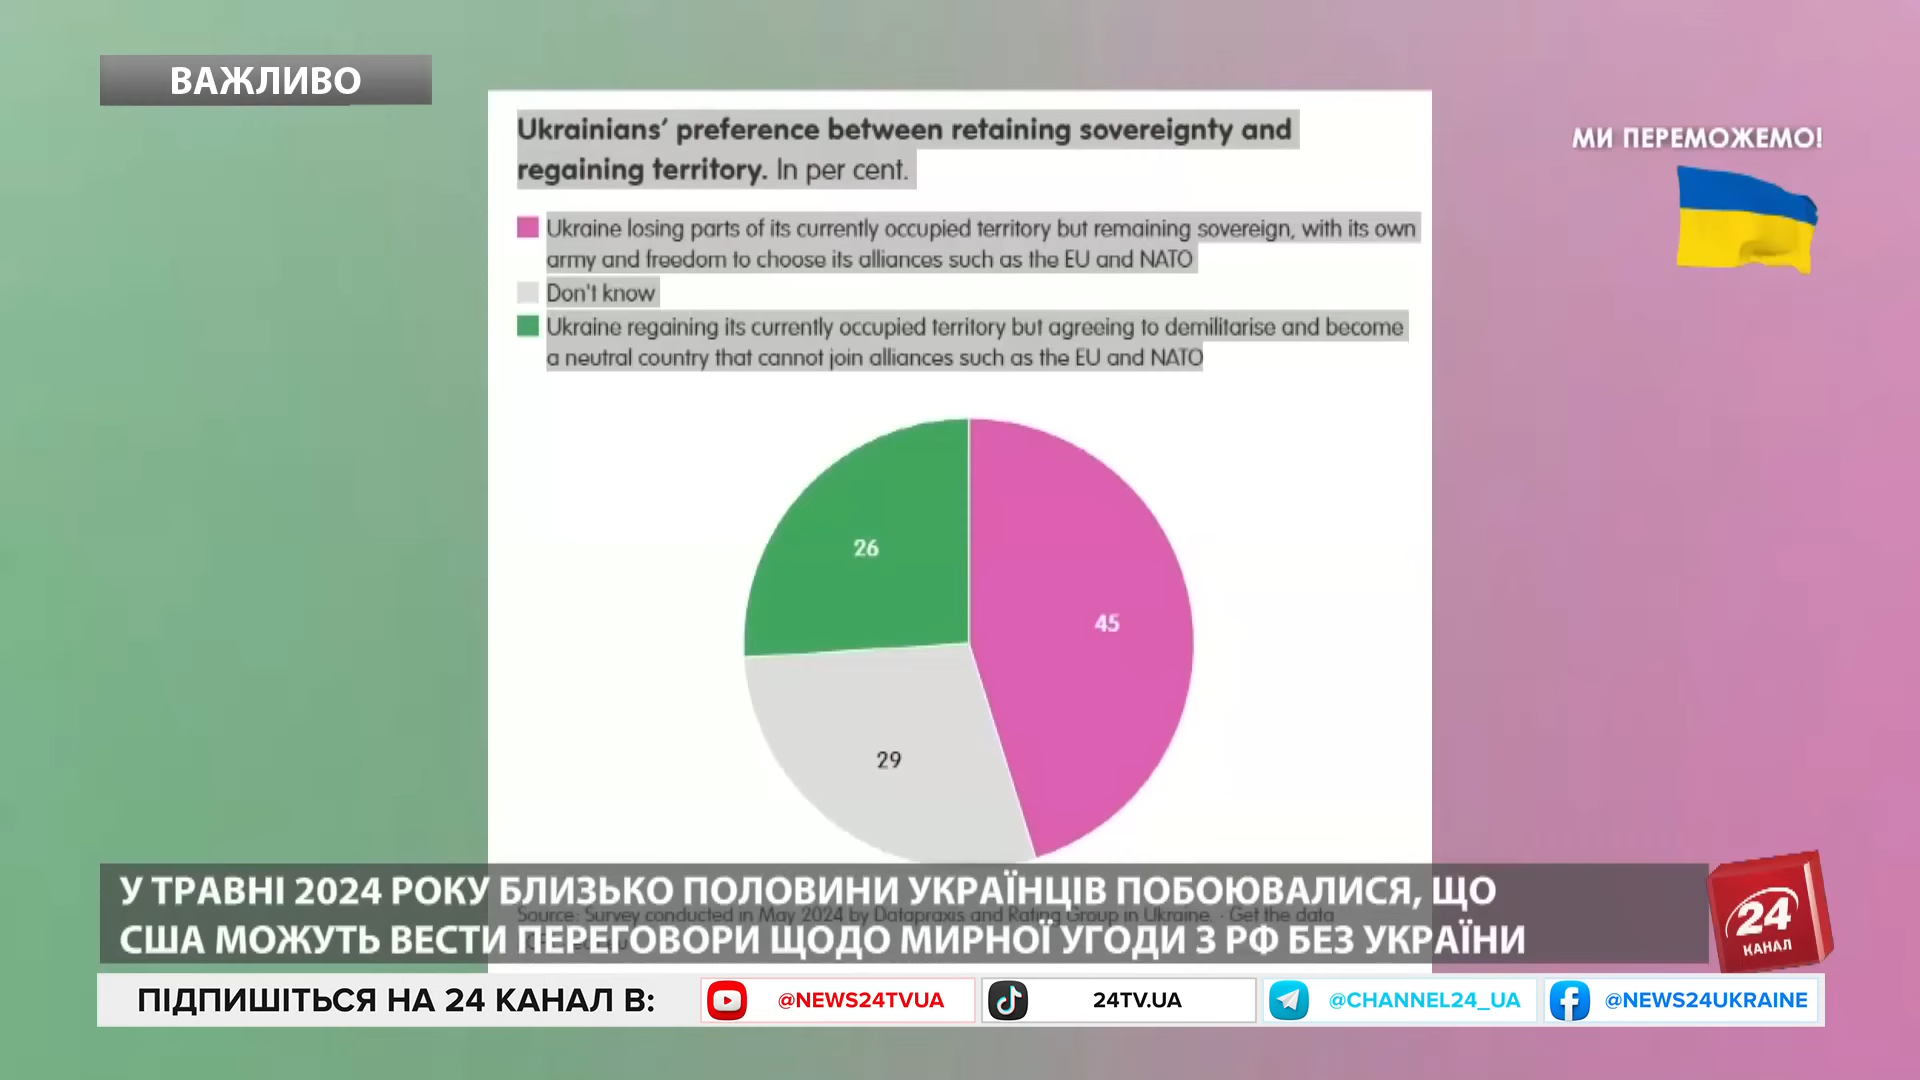 ВАЖЛИВО
Ukrainians’ preference between retaining sovereignty and
regaining territory. In per cent.
МИ ПЕРЕМОЖЕМО!
Ukraine losing parts of its currently occupied territory but remaining sovereign, with its own
army and freedom to choose its alliances such as the EU and NATO
Don't know
Ukraine regaining its currently occupied territory but agreeing to demilitarise and become
a neutral country that cannot join alliances such as the EU and NATO
26
45
29
У ТРАВНІ 2024 РОКУ БЛИЗЬКО ПОЛОВИНИ УКРАЇНЦІВ ПОБОЮВАЛИСЯ, ЩО
Source: Survey conducted in May 2024 by Datapraxis and Rating Group in Ukraine. · Get the data
США МОЖУТЬ ВЕСТИ ПЕРЕГОВОРИ ЩОДО МИРНОЇ УГОДИ З РФ БЕЗ УКРАЇНИ
24
КАНАЛ
ПІДПИШІТЬСЯ НА 24 КАНАЛ В:
@NEWS24TVUA
24TV.UA
@CHANNEL24_UA
@NEWS24UKRAINE